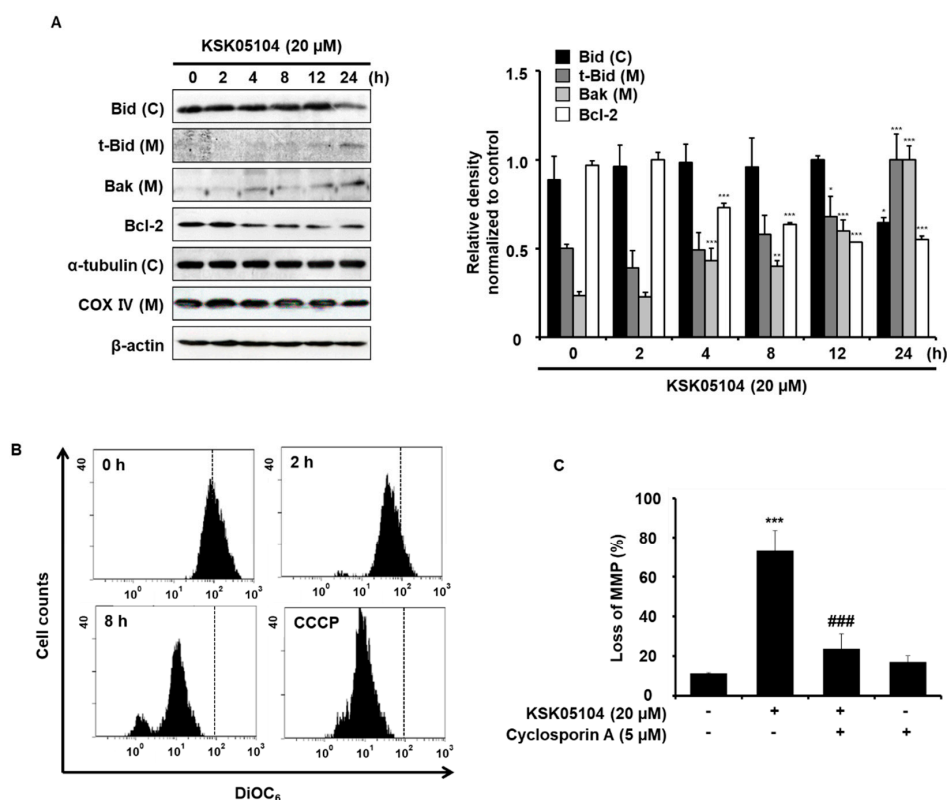 A
KSK05104 (20 µM)
0 2 4 8 12 24 (h)
Bid (C)
t-Bid (M)
Bak (M)
Bcl-2
α-tubulin (C)
COX IV (M)
β-actin
Bid (C)
t-Bid (M)
Bak (M)
Bcl-2
Relative density
normalized to control
1.5
1.0
0.5
0
***
***
***
***
**
*
***
***
*
***
***
0 2 4 8 12 24 (h)
KSK05104 (20 µM)
B
Cell counts
40
0 h
10⁰ 10¹ 10² 10³
40
2 h
10⁰ 10¹ 10² 10³
40
8 h
10⁰ 10¹ 10² 10³
40
CCCP
10⁰ 10¹ 10² 10³
DiOC₆
C
Loss of MMP (%)
100
80
60
40
20
0
***
###
KSK05104 (20 µM) - + + -
Cyclosporin A (5 µM) - - + +